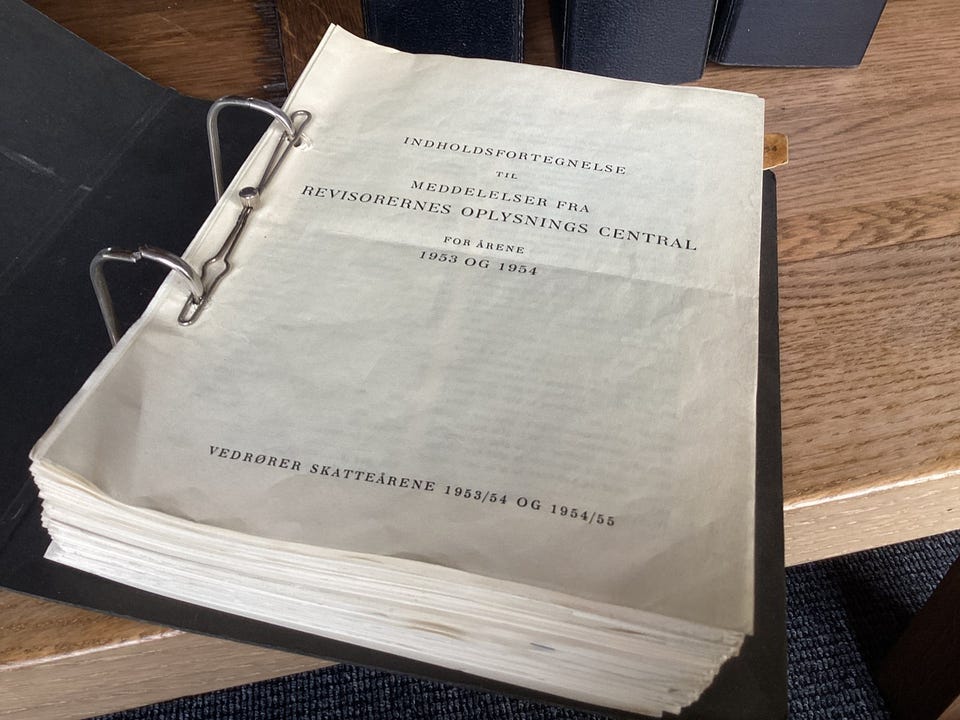 INDHOLDSFORTEGNELSE
TIL
MEDDELELSER FRA
REVISORERNES OPLYSNINGS CENTRAL
FOR ÅRENE
1953 OG 1954
VEDRØRER SKATTEÅRENE 1953/54 OG 1954/55